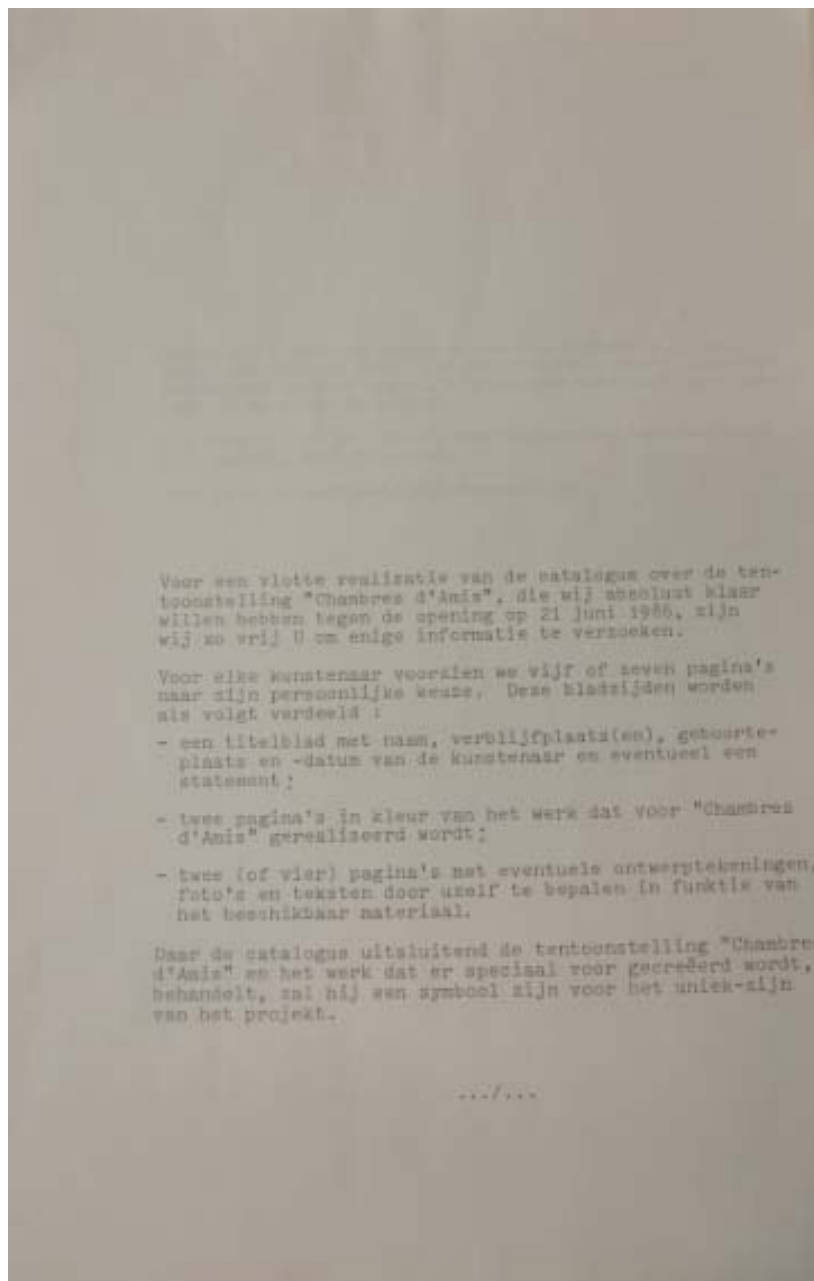 Voor een vlotte realizatie van de catalogus over de ten-
toonstelling "Chambres d'Amis", die wij absoluut klaar
willen hebben tegen de opening op 21 juni 1986, zijn
wij zo vrij U om enige informatie te verzoeken.
Voor elke kunstenaar voorzien we vijf of zeven pagina's
naar zijn persoonlijke keuze. Deze bladzijden worden
als volgt verdeeld :
- een titelblad met naam, verblijfplaats(en), geboorte-
plaats en -datum van de kunstenaar en eventueel een
statement;
- twee pagina's in kleur van het werk dat voor "Chambres
d'Amis" gerealizeerd wordt;
- twee (of vier) pagina's met eventuele ontwerptekeningen,
foto's en teksten door uzelf te bepalen in funktie van
het beschikbaar materiaal.
Daar de catalogus uitsluitend de tentoonstelling "Chambre
d'Amis" en het werk dat er speciaal voor gecreëerd wordt,
behandelt, zal hij een symbool zijn voor het uniek-zijn
van het projekt.
.../...